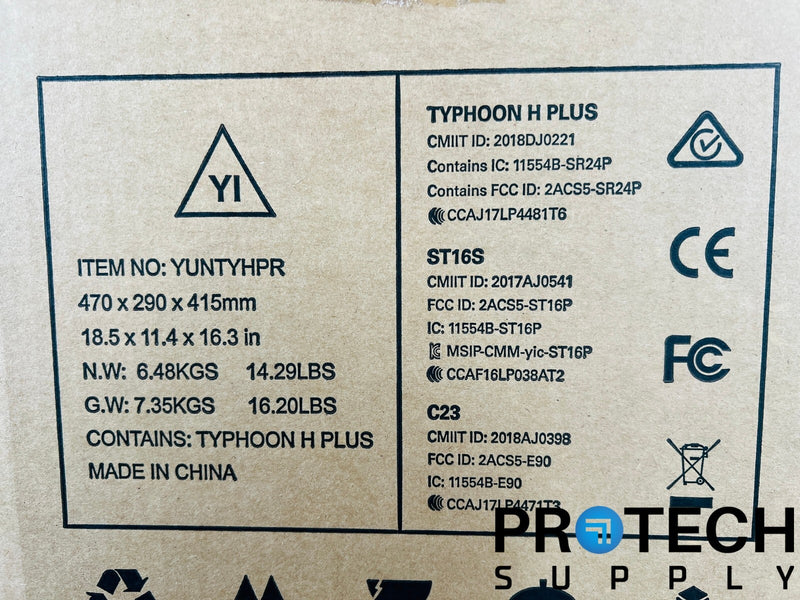 YI
ITEM NO: YUNTYHPR
470 x 290 x 415mm
18.5 x 11.4 x 16.3 in
N.W: 6.48KGS 14.29LBS
G.W: 7.35KGS 16.20LBS
CONTAINS: TYPHOON H PLUS
MADE IN CHINA
TYPHOON H PLUS
CMIIT ID: 2018DJ0221
Contains IC: 11554B-SR24P
Contains FCC ID: 2ACS5-SR24P
CCAJ17LP4481T6
ST16S
CMIIT ID: 2017AJ0541
FCC ID: 2ACS5-ST16P
IC: 11554B-ST16P
MSIP-CMM-yic-ST16P
CCAF16LP038AT2
C23
CMIIT ID: 2018AJ0398
FCC ID: 2ACS5-E90
IC: 11554B-E90
CCAJ17LP4471T3
CE
FC
PROTECH
SUPPLY